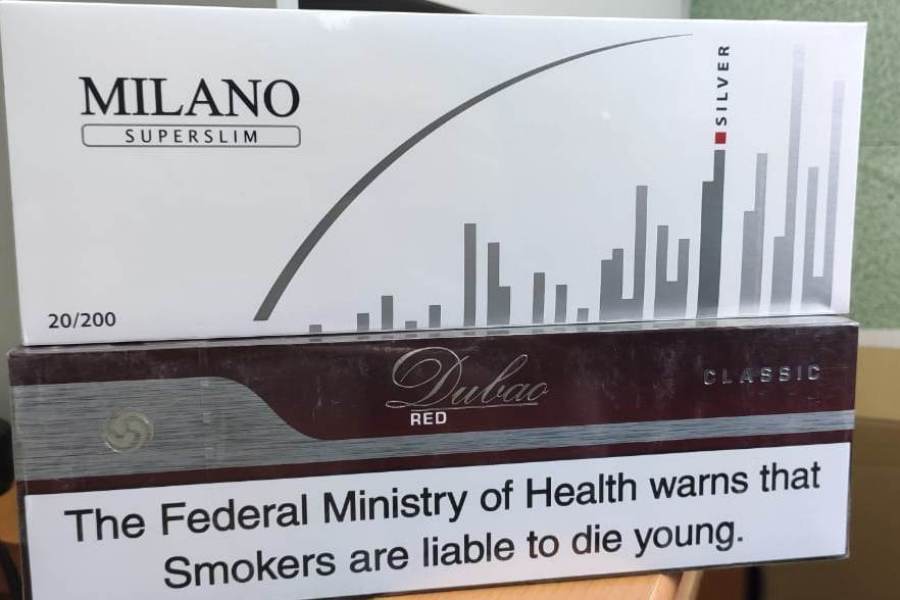 MILANO
SUPERSLIM
SILVER
20/200
Dubao
RED
CLASSIC
The Federal Ministry of Health warns that
Smokers are liable to die young.